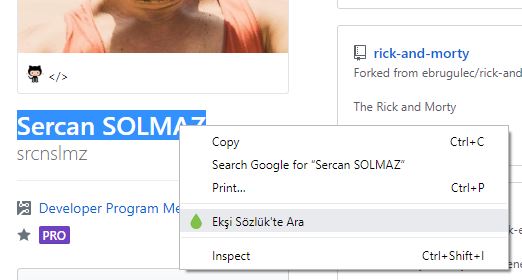 </>
Sercan SOLMAZ
srcnslmz
Developer Program Me
PRO
rick-and-morty
Forked from ebrugulec/rick-and
The Rick and Morty
Copy Ctrl+C
Search Google for “Sercan SOLMAZ”
Print... Ctrl+P
Ekşi Sözlük'te Ara
Inspect Ctrl+Shift+I